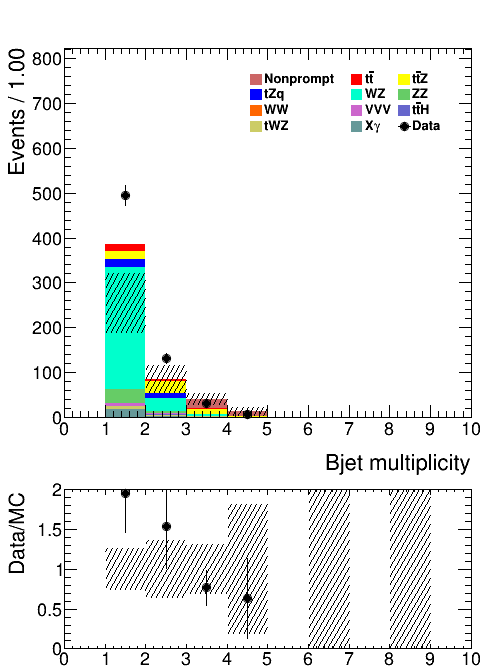 800
700
600
500
400
300
200
100
0
Events / 1.00
Nonprompt tt̄ tt̄Z
tZq WZ ZZ
WW VVV tt̄H
tWZ Xγ Data
0 1 2 3 4 5 6 7 8 9 10
Bjet multiplicity
2
1.5
1
0.5
0
Data/MC
0 1 2 3 4 5 6 7 8 9 10